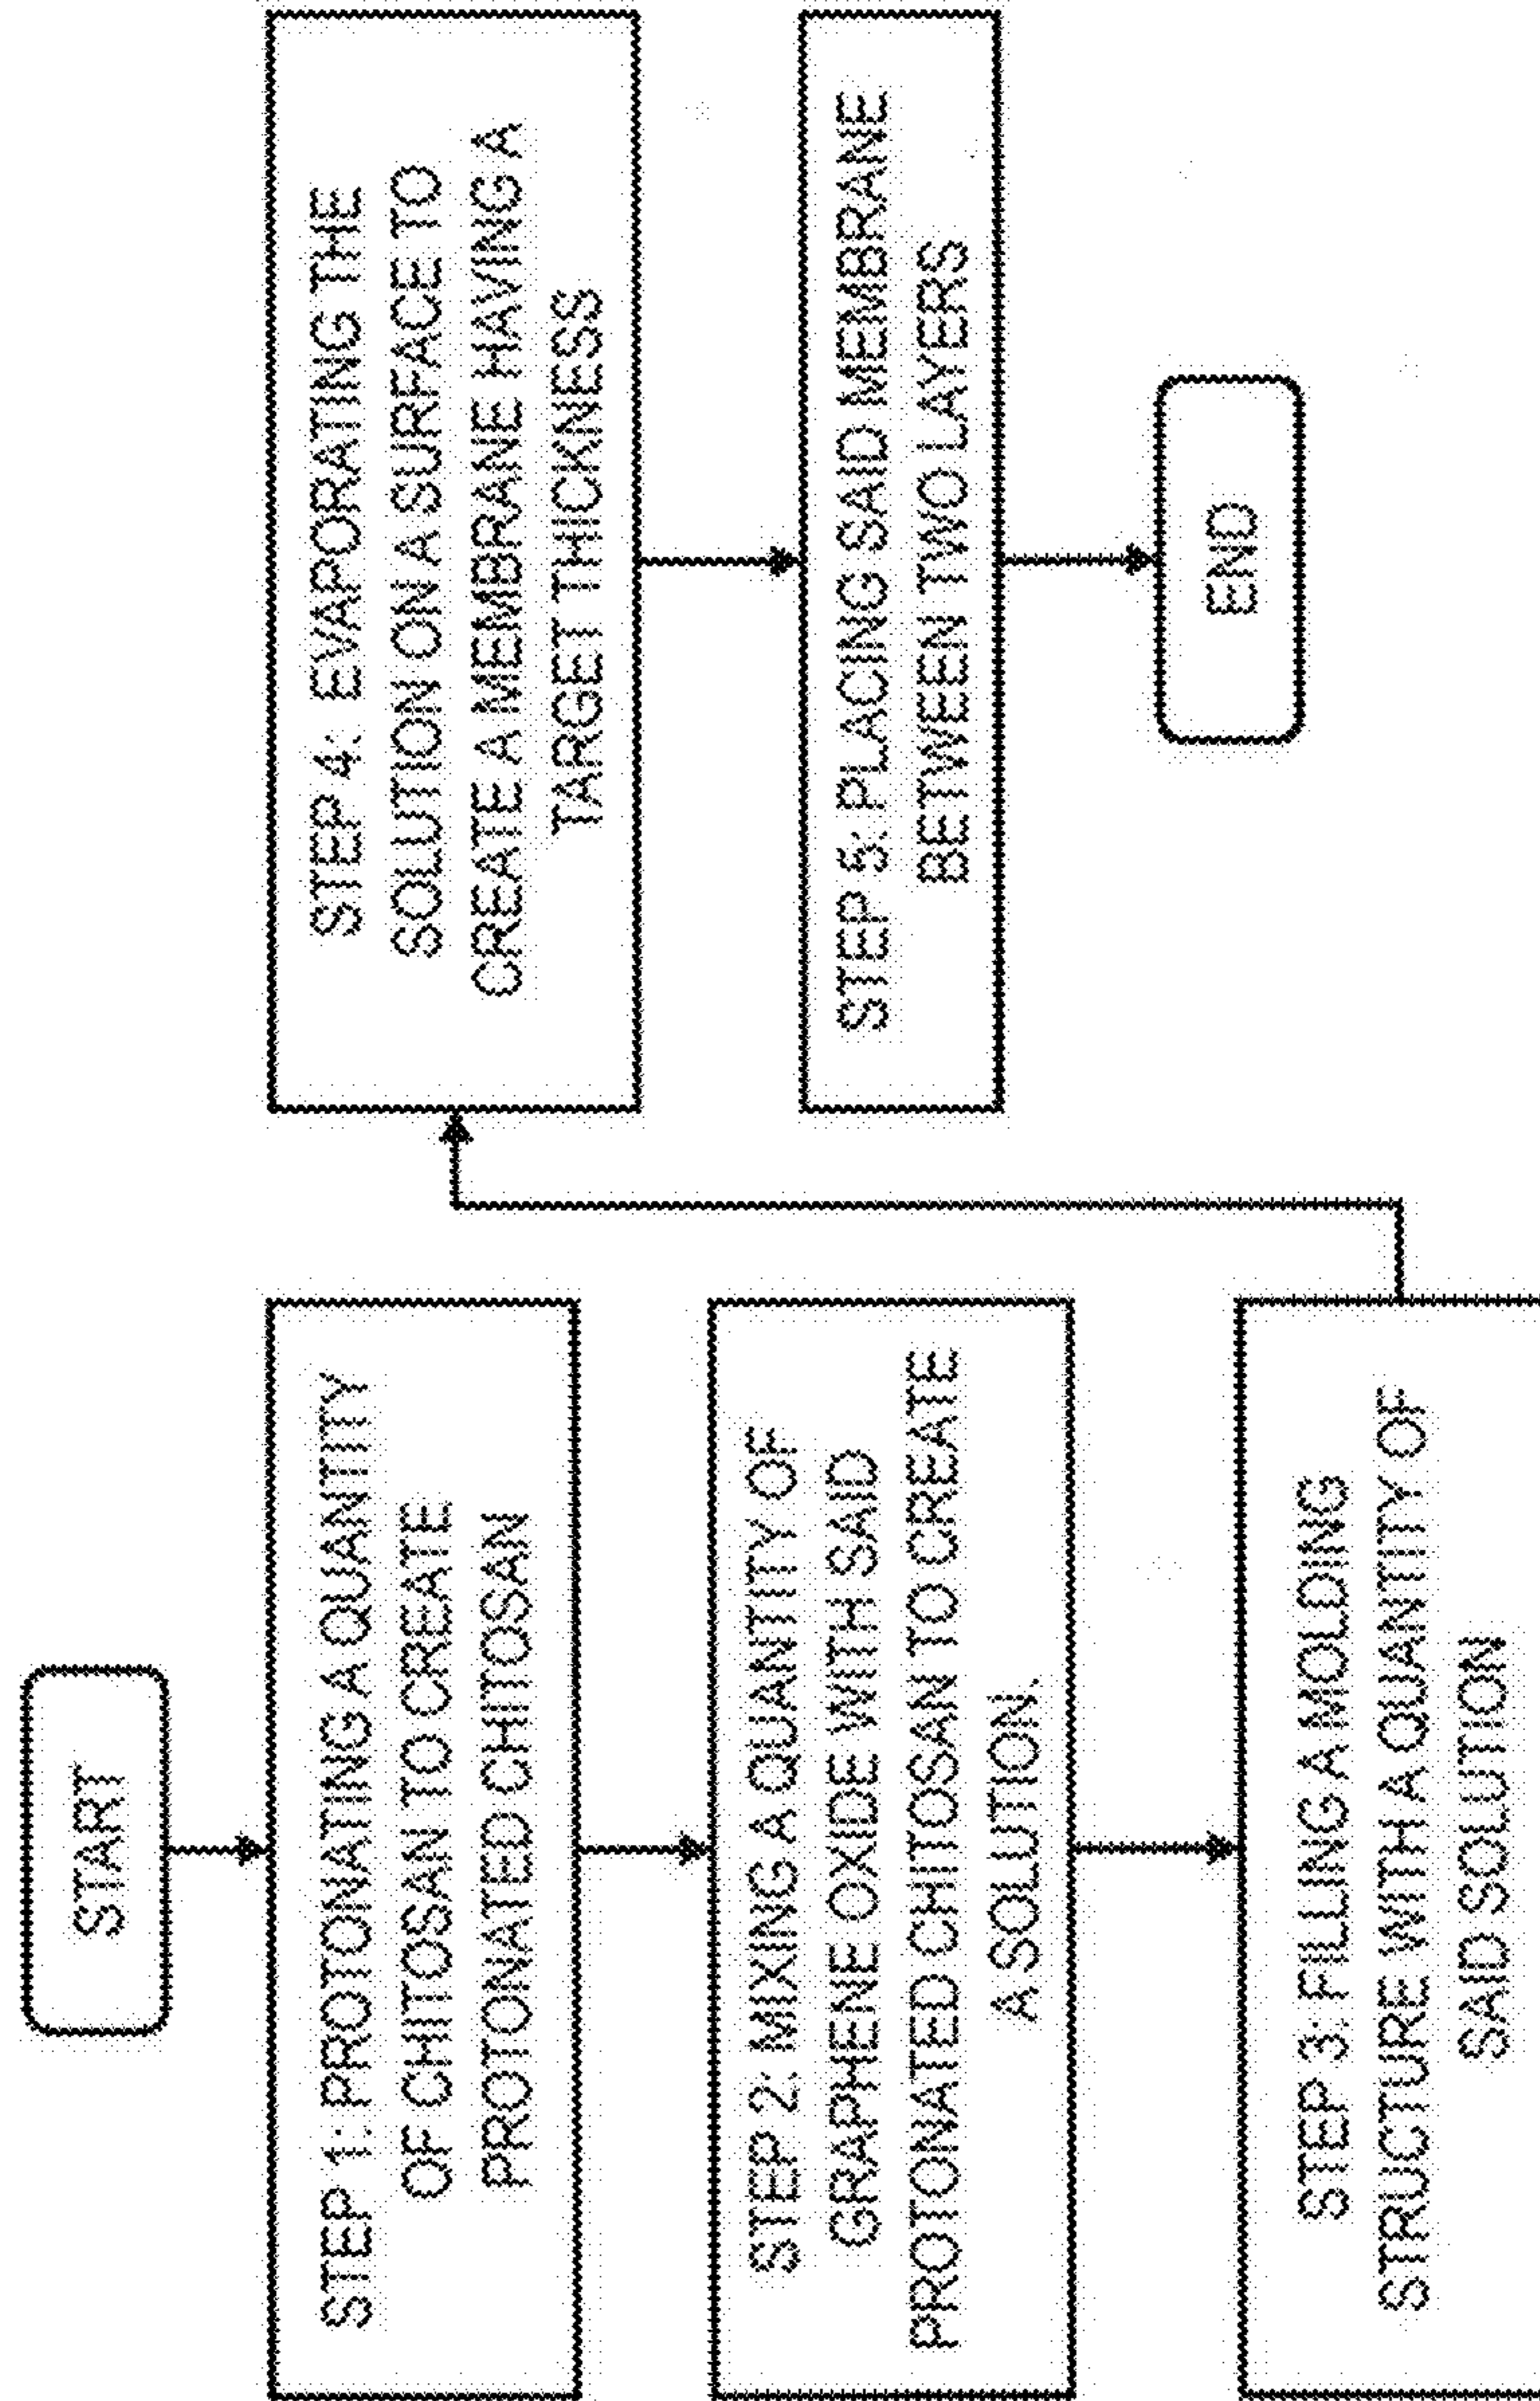 START
STEP 1: PROTONATING A QUANTITY
OF CHITOSAN TO CREATE
PROTONATED CHITOSAN
STEP 2: MIXING A QUANTITY OF
GRAPHENE OXIDE WITH SAID
PROTONATED CHITOSAN TO CREATE
A SOLUTION.
STEP 3: FILLING A MOLDING
STRUCTURE WITH A QUANTITY OF
SAID SOLUTION
STEP 4: EVAPORATING THE
SOLUTION ON A SURFACE TO
CREATE A MEMBRANE HAVING A
TARGET THICKNESS
STEP 5: PLACING SAID MEMBRANE
BETWEEN TWO LAYERS
END